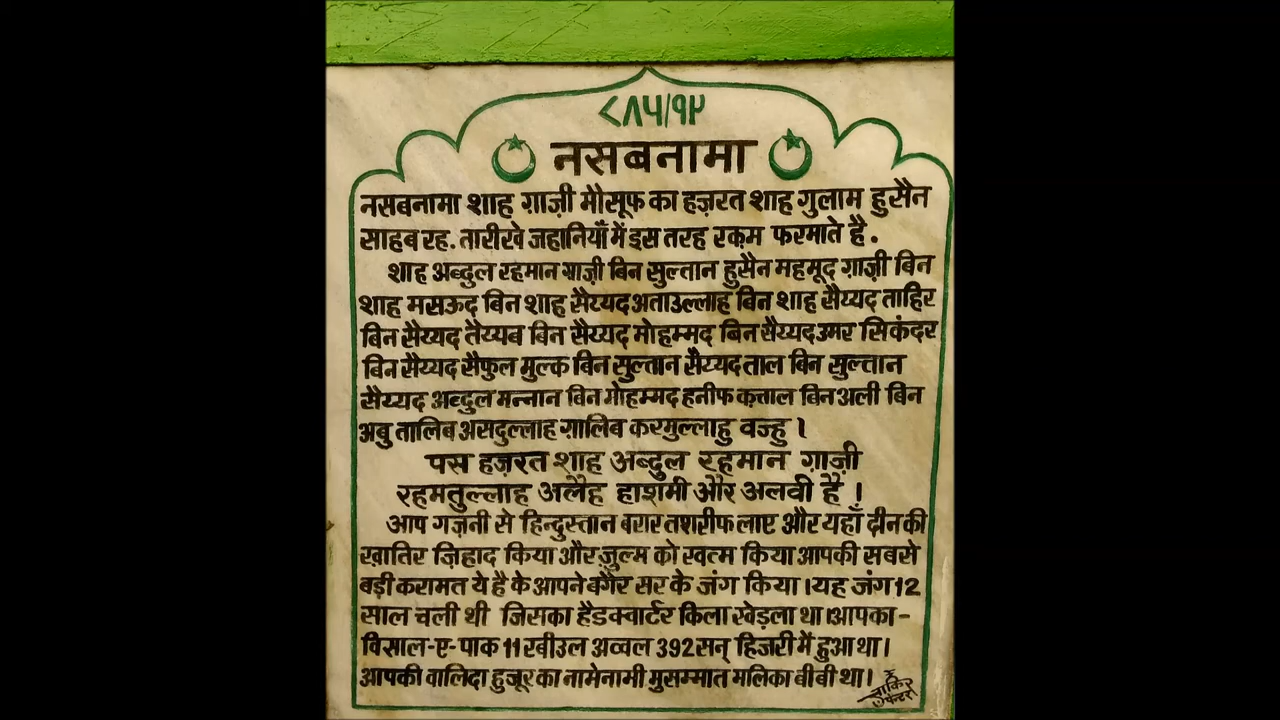 ७८६/९२
नसबनामा
नसबनामा शाह ग़ाज़ी मौसूफ का हज़रत शाह गुलाम हुसैन
साहब रह. तारीखे जहानियाँ में इस तरह रक़म फरमाते है.
शाह अब्दुल रहमान ग़ाज़ी बिन सुल्तान हुसैन महमूद ग़ाज़ी बिन
शाह मसऊद बिन शाह सैय्यद अताउल्लाह बिन शाह सैय्यद ताहिर
बिन सैय्यद तैय्यब बिन सैय्यद मोहम्मद बिन सैय्यद उमर सिकंदर
बिन सैय्यद सैफुल मुल्क बिन सुल्तान सैय्यद ताल बिन सुल्तान
सैय्यद अब्दुल मन्नान बिन मोहम्मद हनीफ क़त्ताल बिन अली बिन
अबु तालिब असदुल्लाह ग़ालिब करमुल्लाहु वज्हु ।
पस हज़रत शाह अब्दुल रहमान ग़ाज़ी
रहमतुल्लाह अलैह हाशमी और अलवी हैं ।
आप गज़नी से हिन्दुस्तान बरार तशरीफ लाए और यहाँ दीन की
ख़ातिर ज़िहाद किया और ज़ुल्म को खत्म किया आपकी सबसे
बड़ी करामत ये है के आपने बगैर सर के जंग किया । यह जंग 12
साल चली थी जिसका हैडक्वार्टर किला खेड़ला था । आपका-
विसाल-ए-पाक 11 रबीउल अव्वल 392 सन् हिजरी में हुआ था ।
आपकी वालिदा हुजूर का नामेनामी मुसम्मात मलिका बीबी था ।